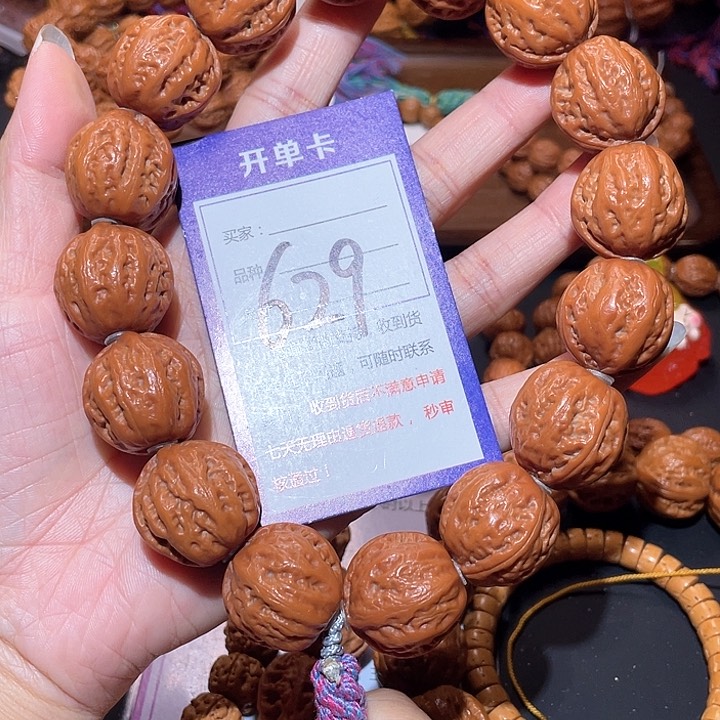 开单卡
买家：
品种
629
收到货
可随时联系
收到货后不满意申请
七天无理由退货退款，秒审
核通过！